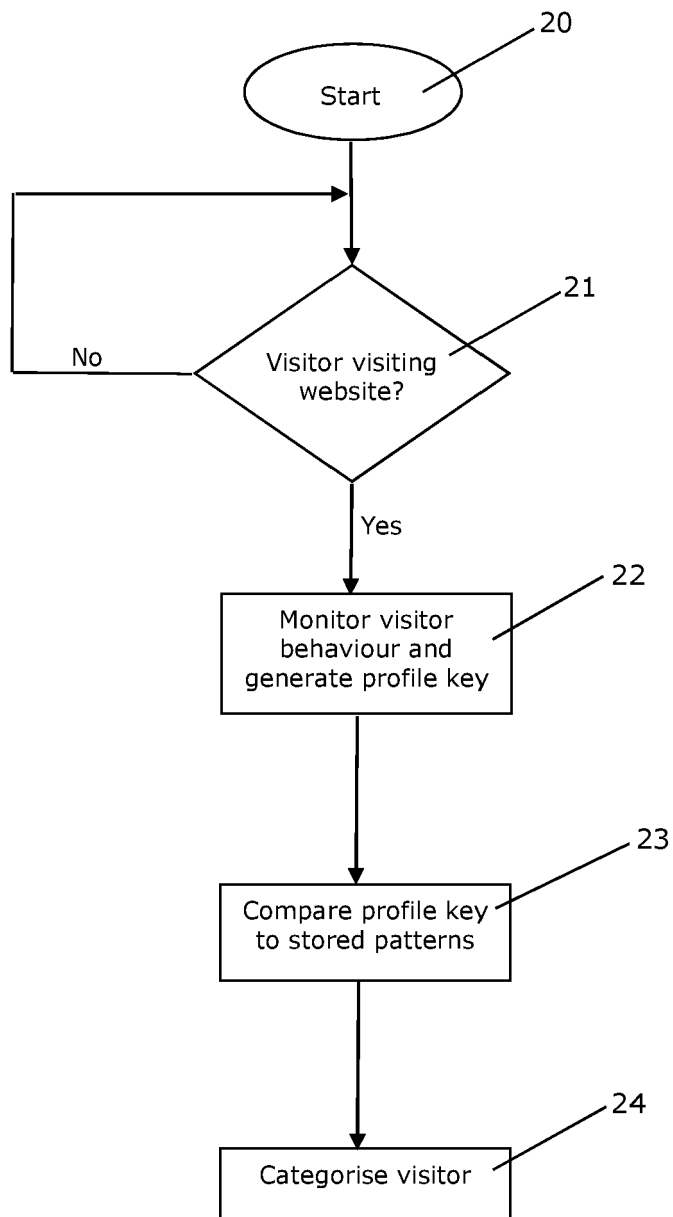 20
Start
21
Visitor visiting
website?
No
Yes
22
Monitor visitor
behaviour and
generate profile key
23
Compare profile key
to stored patterns
24
Categorise visitor